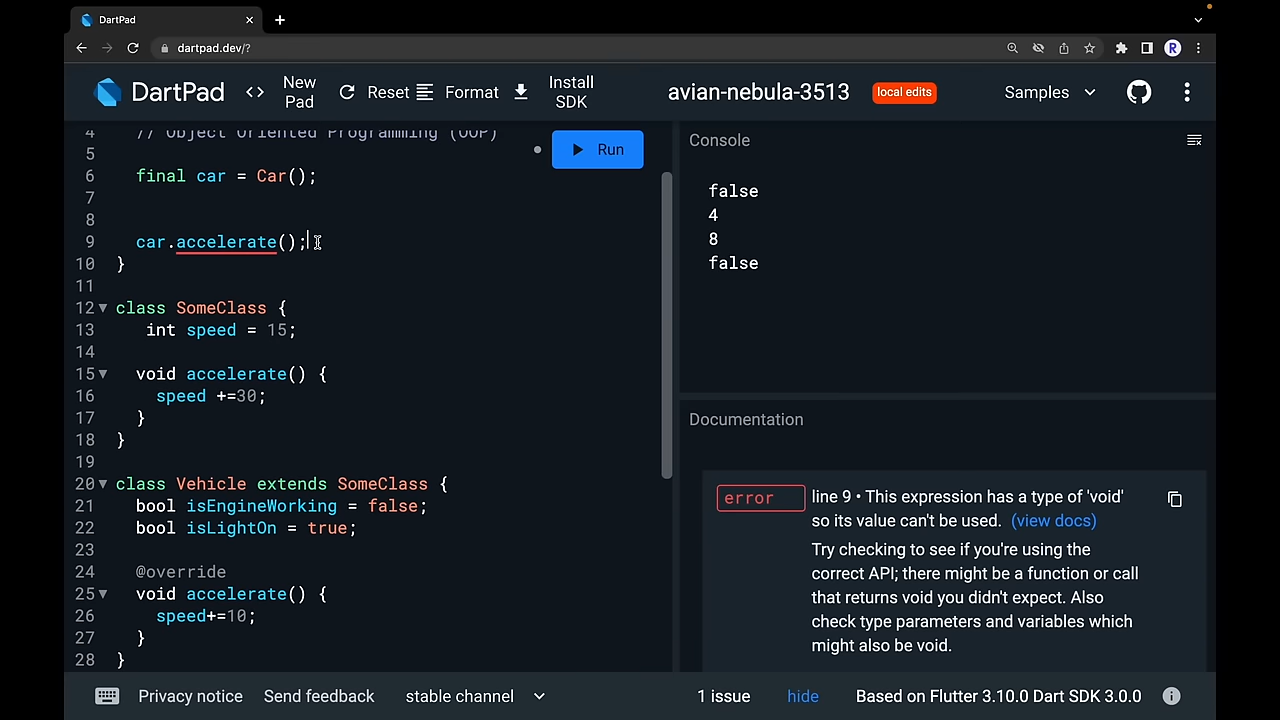 DartPad
dartpad.dev/?
R
DartPad
<> New Pad
Reset
Format
Install SDK
avian-nebula-3513
local edits
Samples
4 // Object Oriented Programming (OOP)
5
6 final car = Car();
7
8
9 car.accelerate();
10 }
11
12 class SomeClass {
13 int speed = 15;
14
15 void accelerate() {
16 speed +=30;
17 }
18 }
19
20 class Vehicle extends SomeClass {
21 bool isEngineWorking = false;
22 bool isLightOn = true;
23
24 @override
25 void accelerate() {
26 speed+=10;
27 }
28 }
Run
Console
false
4
8
false
Documentation
error
line 9 • This expression has a type of 'void'
so its value can't be used. (view docs)
Try checking to see if you're using the
correct API; there might be a function or call
that returns void you didn't expect. Also
check type parameters and variables which
might also be void.
Privacy notice
Send feedback
stable channel
1 issue
hide
Based on Flutter 3.10.0 Dart SDK 3.0.0